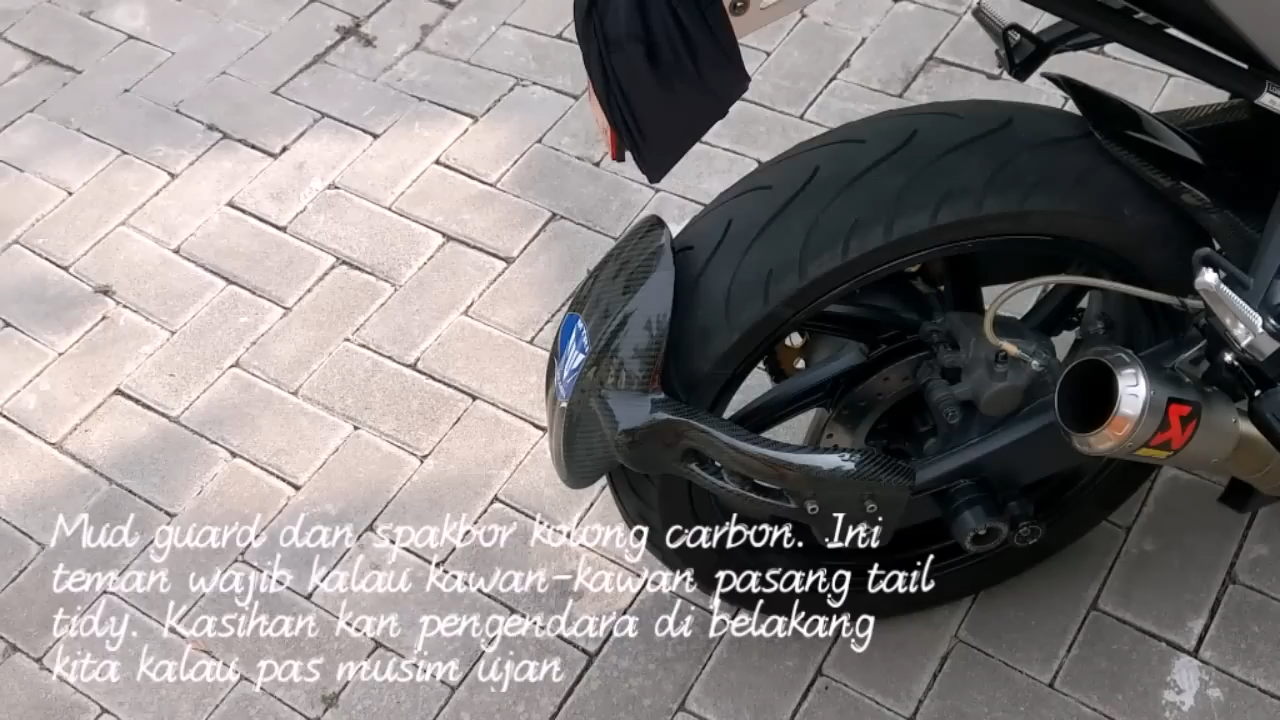 Mud guard dan spakbor kolong carbon. Ini
teman wajib kalau kawan-kawan pasang tail
tidy. Kasihan kan pengendara di belakang
kita kalau pas musim ujan